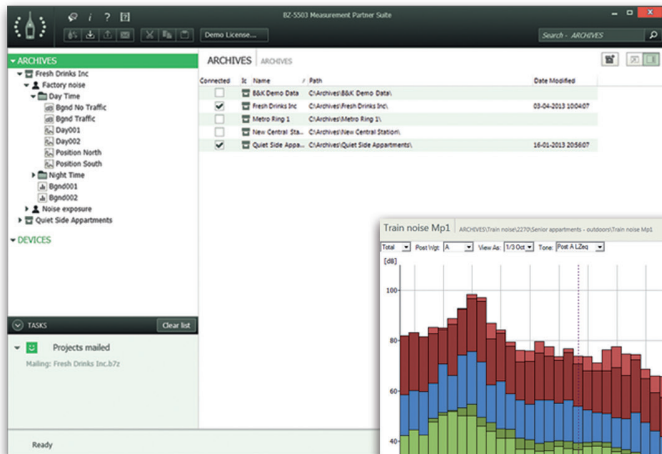 BZ-5503 Measurement Partner Suite
Demo License...
Search - ARCHIVES
ARCHIVES
Fresh Drinks Inc
Factory noise
Day Time
Bgnd No Traffic
Bgnd Traffic
Day001
Day002
Position North
Position South
Night Time
Bgnd001
Bgnd002
Noise exposure
Quiet Side Appartments
DEVICES
TASKS
Clear list
Projects mailed
Mailing: Fresh Drinks Inc.b7z
Ready
ARCHIVES ARCHIVES
Connected Name / Path Date Modified
B&K Demo Data C:\Archives\B&K Demo Data\
Fresh Drinks Inc C:\Archives\Fresh Drinks Inc\ 03-04-2013 10:04:07
Metro Ring 1 C:\Archives\Metro Ring 1\
New Central Sta... C:\Archives\New Central Station\
Quiet Side Appa... C:\Archives\Quiet Side Appartments\ 16-01-2013 20:56:07
Train noise Mp1 ARCHIVES\Train noise\2270\Senior appartments - outdoors\Train noise Mp1
Total Post Wgt: A View As: 1/3 Oct Tone: Post A LZeq
[dB]
100
80
60
40